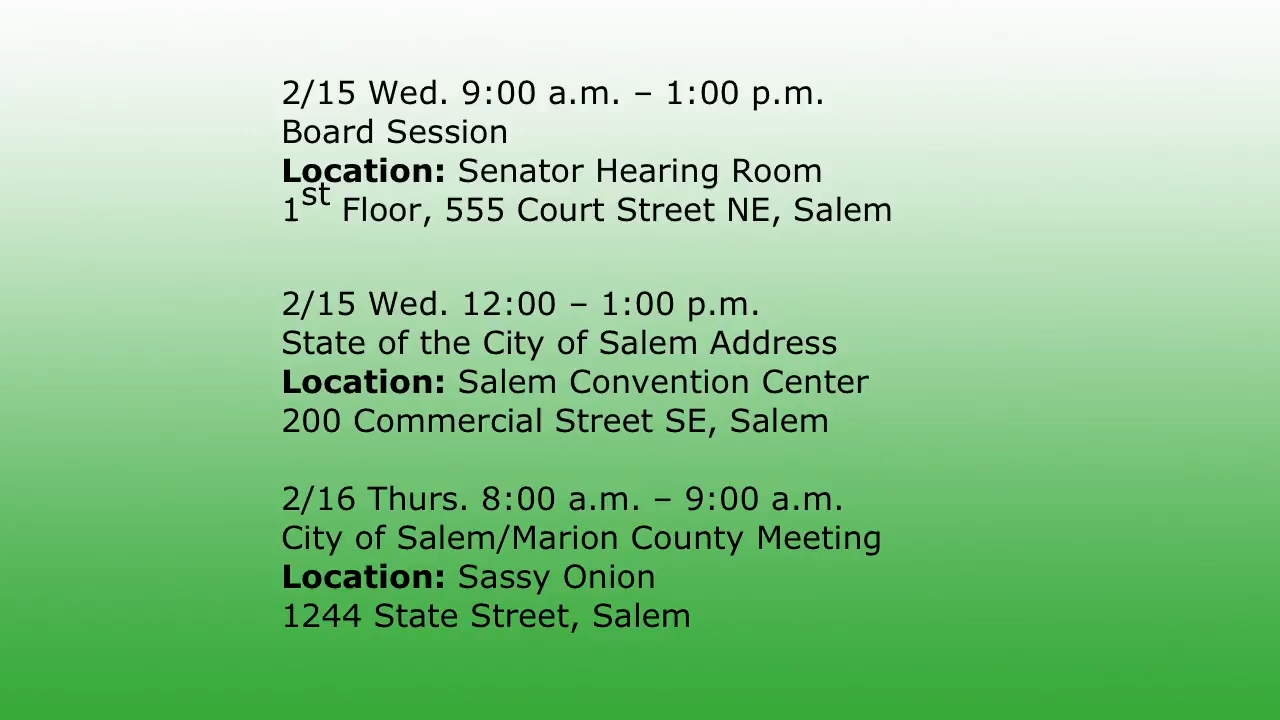 2/15 Wed. 9:00 a.m. – 1:00 p.m.
Board Session
Location: Senator Hearing Room
1st Floor, 555 Court Street NE, Salem
2/15 Wed. 12:00 – 1:00 p.m.
State of the City of Salem Address
Location: Salem Convention Center
200 Commercial Street SE, Salem
2/16 Thurs. 8:00 a.m. – 9:00 a.m.
City of Salem/Marion County Meeting
Location: Sassy Onion
1244 State Street, Salem